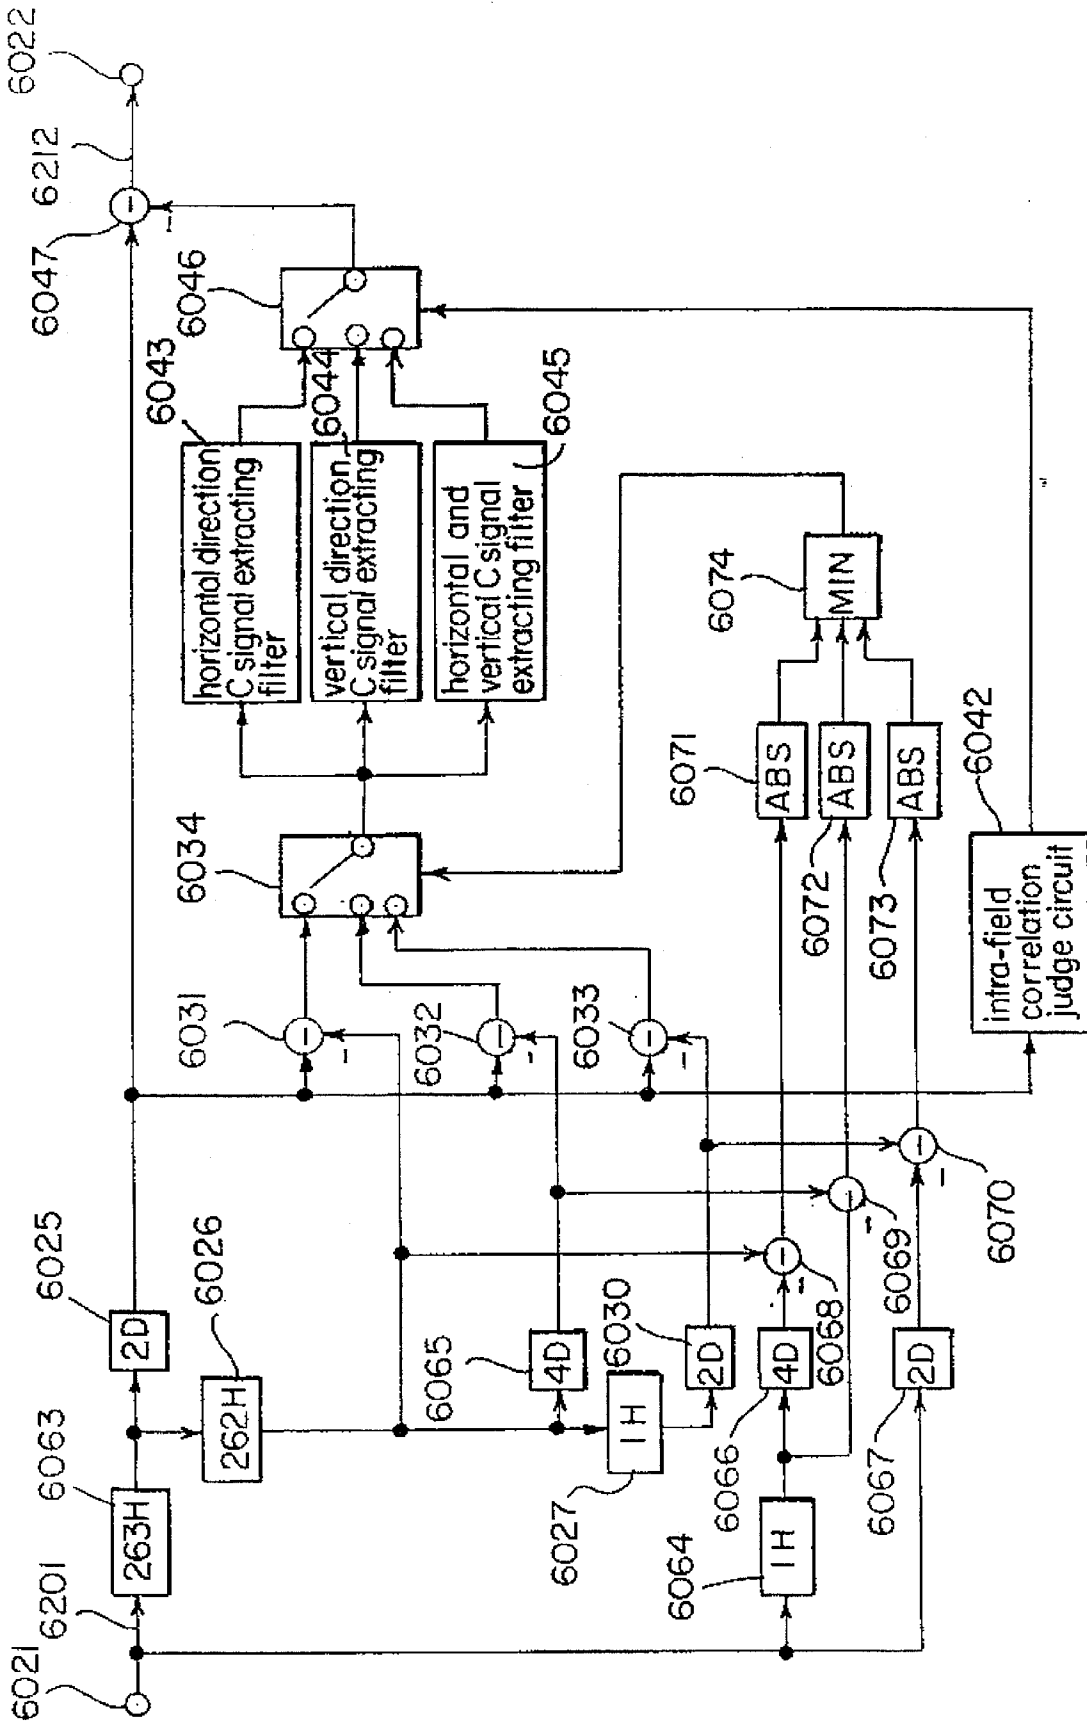 6021
6201
6063
263H
6025
2D
6026
262H
6031
6034
6043
horizontal direction
C signal extracting
filter
6044
vertical direction
C signal extracting
filter
6045
horizontal and
vertical C signal
extracting filter
6046
6047
6212
6022
6032
6033
6065
4D
6030
2D
6027
1H
6064
1H
6066
4D
6067
2D
6068
6069
6070
6071
ABS
6072
ABS
6073
ABS
6074
MIN
6042
intra-field
correlation
judge circuit